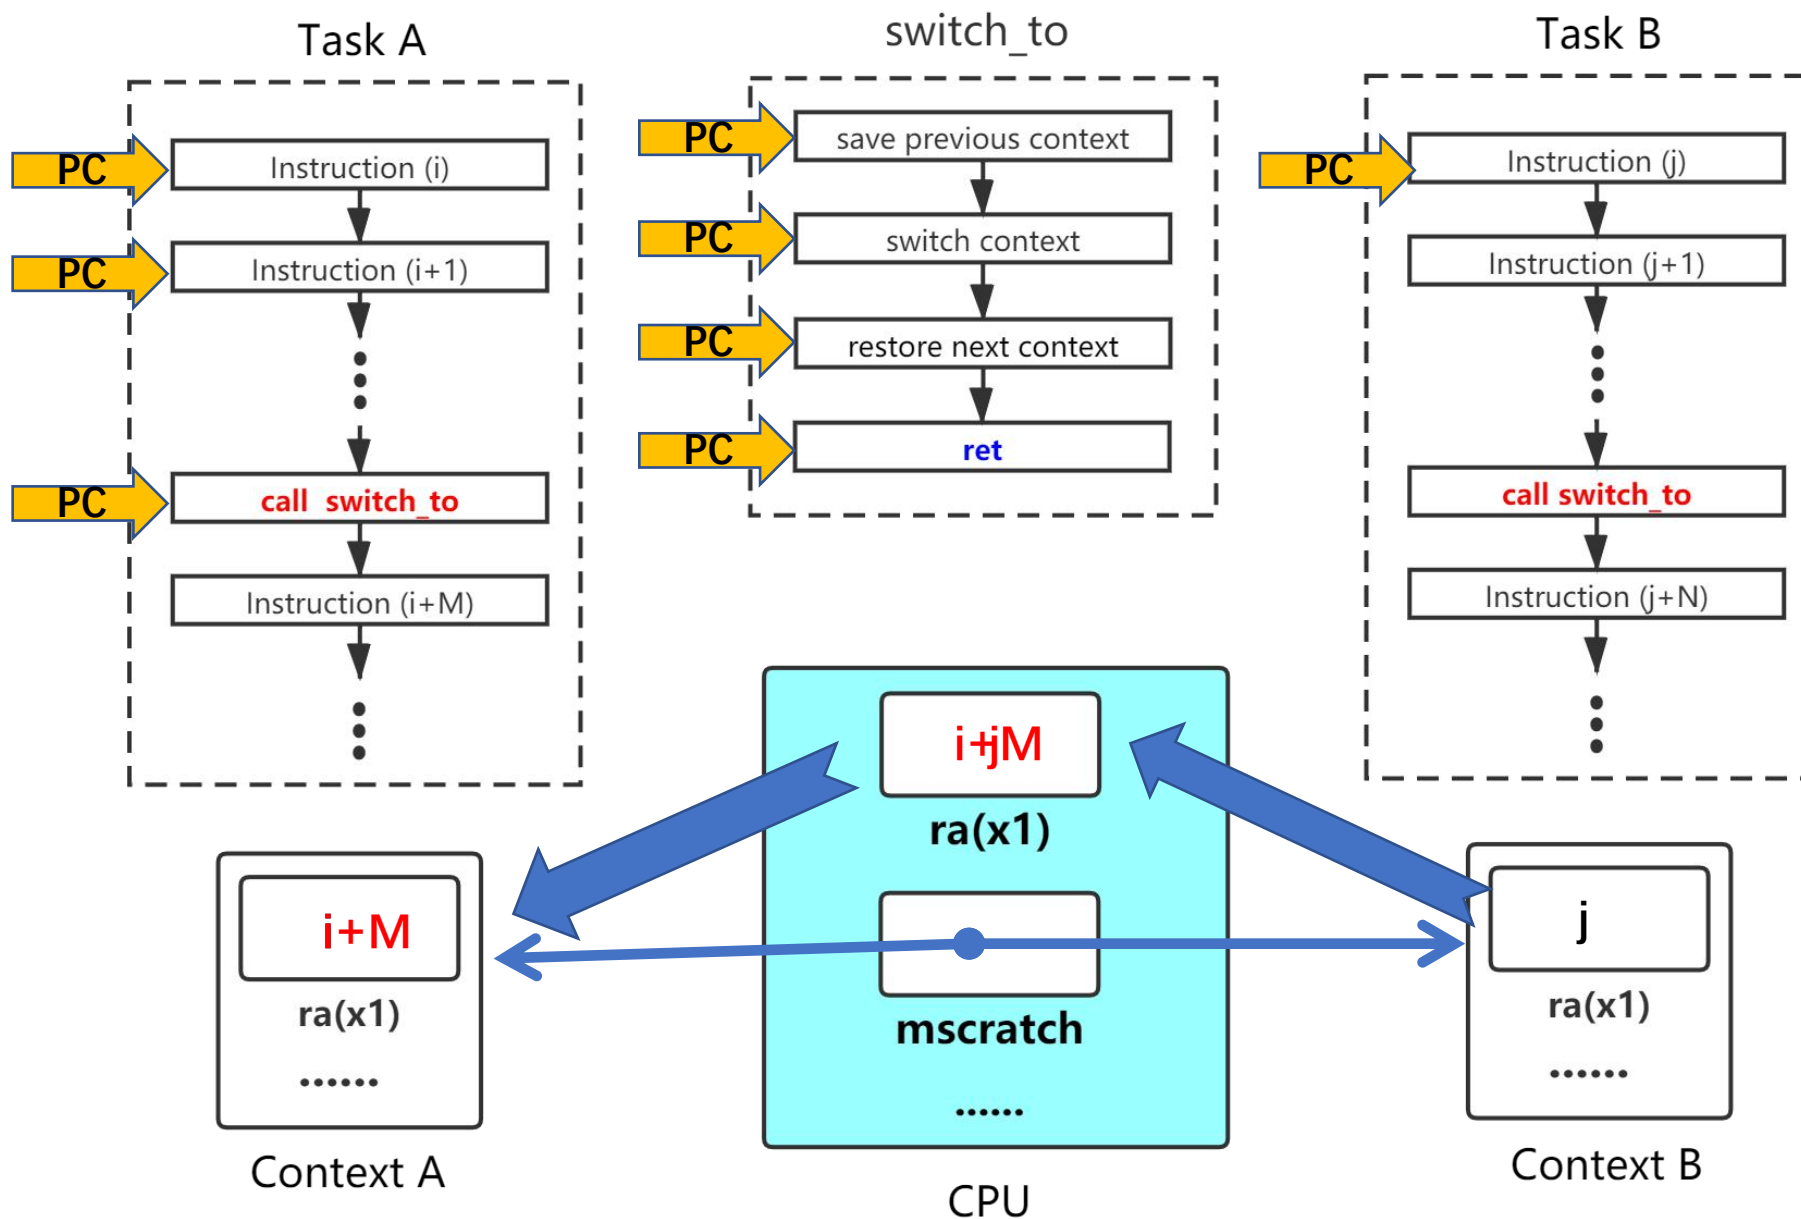 Task A
switch_to
Task B
PC
Instruction (i)
PC
Instruction (i+1)
PC
call switch_to
Instruction (i+M)
PC
save previous context
PC
switch context
PC
restore next context
PC
ret
PC
Instruction (j)
Instruction (j+1)
call switch_to
Instruction (j+N)
i+jM
ra(x1)
mscratch
......
CPU
i+M
ra(x1)
......
Context A
j
ra(x1)
......
Context B